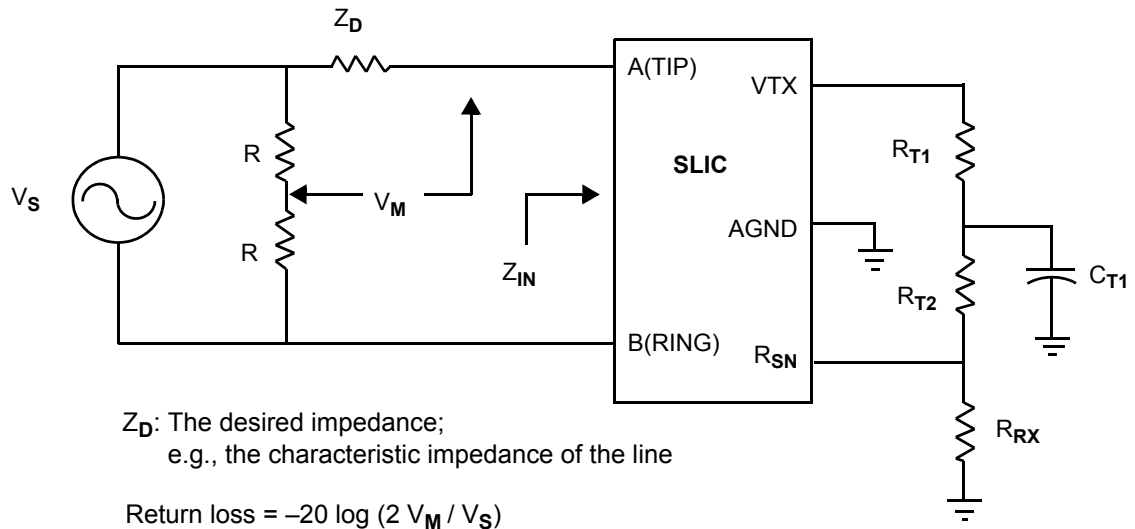 ZD
A(TIP)
VTX
R
RT1
SLIC
VS
VM
AGND
R
ZIN
RT2
CT1
B(RING)
RSN
ZD: The desired impedance;
e.g., the characteristic impedance of the line
RRX
Return loss = –20 log (2 VM / VS)